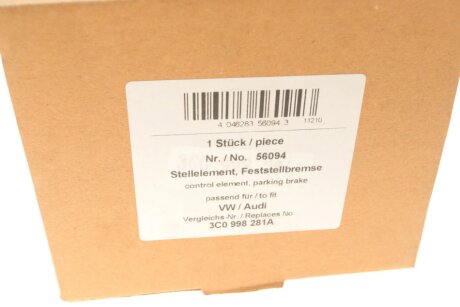 4 046283 56094 3 11210
1 Stück / piece
Nr. / No. 56094
Stellelement, Feststellbremse
control element, parking brake
passend für / to fit
VW / Audi
Vergleichs-Nr. / Replaces No
3C0 998 281A